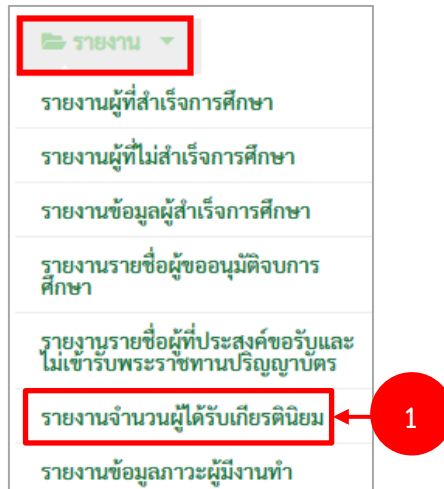 รายงาน
รายงานผู้ที่สำเร็จการศึกษา
รายงานผู้ที่ไม่สำเร็จการศึกษา
รายงานข้อมูลผู้สำเร็จการศึกษา
รายงานรายชื่อผู้ขออนุมัติจบการ
ศึกษา
รายงานรายชื่อผู้ที่ประสงค์ขอรับและ
ไม่เข้ารับพระราชทานปริญญาบัตร
รายงานจำนวนผู้ได้รับเกียรตินิยม
1
รายงานข้อมูลภาวะผู้มีงานทำ